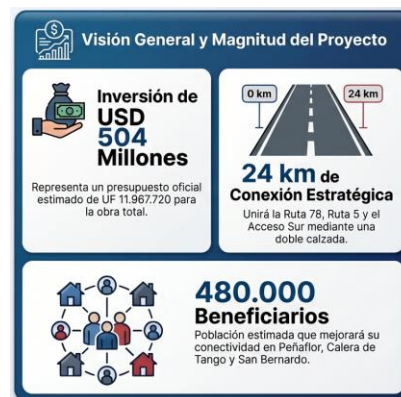 Visión General y Magnitud del Proyecto
Inversión de
USD
504
Millones
Representa un presupuesto oficial
estimado de UF 11.967.720 para
la obra total.
0 km
24 km
24 km de
Conexión Estratégica
Unirá la Ruta 78, Ruta 5 y el
Acceso Sur mediante una
doble calzada.
480.000
Beneficiarios
Población estimada que mejorará su
conectividad en Peñaflor, Calera de
Tango y San Bernardo.